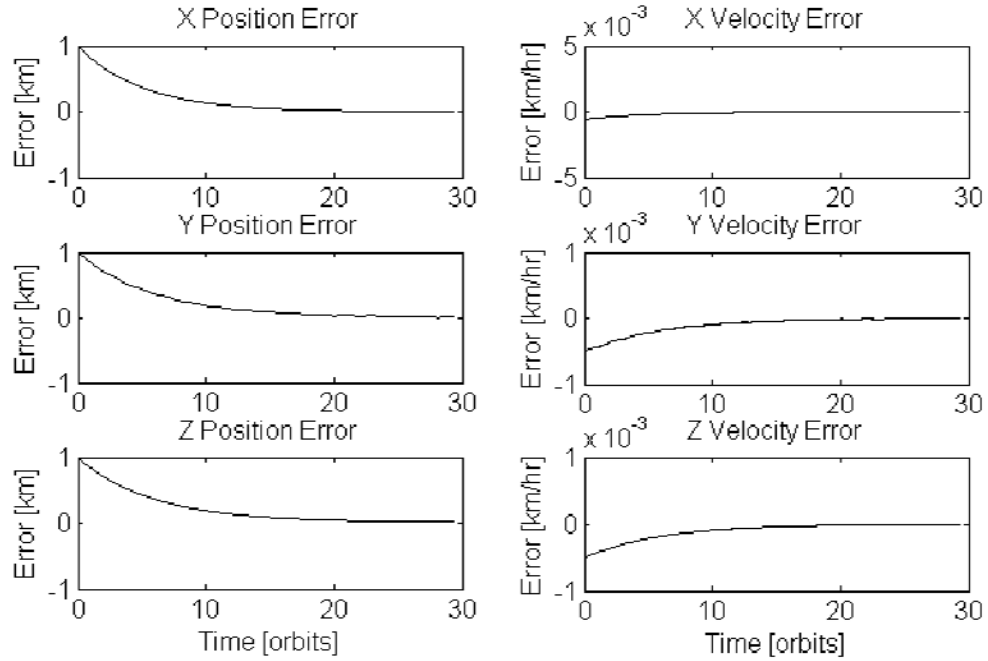 X Position Error
1
0
-1
Error [km]
0 10 20 30
x 10-3
X Velocity Error
5
0
-5
Error [km/hr]
0 10 20 30
Y Position Error
1
0
-1
Error [km]
0 10 20 30
x 10-3
Y Velocity Error
1
0
-1
Error [km/hr]
0 10 20 30
Z Position Error
1
0
-1
Error [km]
0 10 20 30
Time [orbits]
x 10-3
Z Velocity Error
1
0
-1
Error [km/hr]
0 10 20 30
Time [orbits]